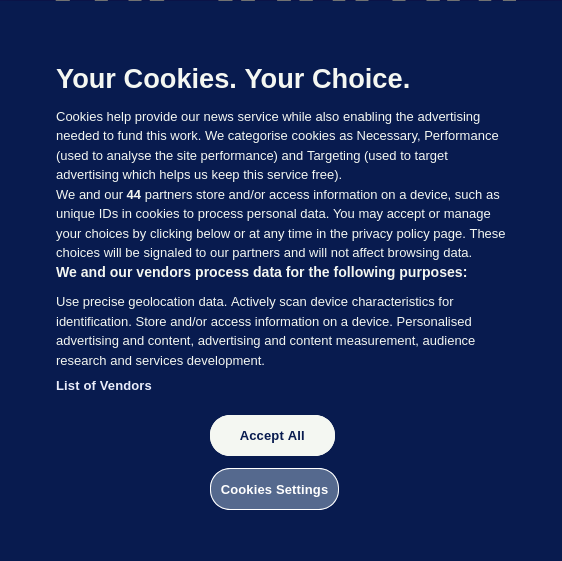 Your Cookies. Your Choice.
Cookies help provide our news service while also enabling the advertising
needed to fund this work. We categorise cookies as Necessary, Performance
(used to analyse the site performance) and Targeting (used to target
advertising which helps us keep this service free).
We and our 44 partners store and/or access information on a device, such as
unique IDs in cookies to process personal data. You may accept or manage
your choices by clicking below or at any time in the privacy policy page. These
choices will be signaled to our partners and will not affect browsing data.
We and our vendors process data for the following purposes:
Use precise geolocation data. Actively scan device characteristics for
identification. Store and/or access information on a device. Personalised
advertising and content, advertising and content measurement, audience
research and services development.
List of Vendors
Accept All
Cookies Settings